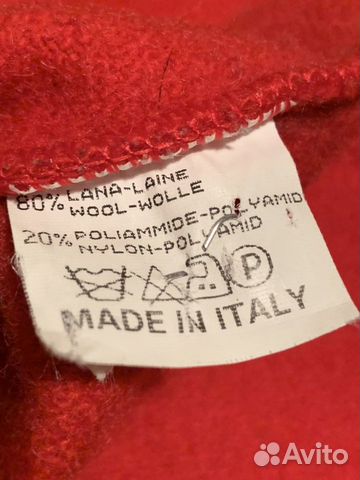 80% LANA-LAINE
WOOL-WOLLE
20% POLIAMMIDE-POLYAMID
NYLON-POLYAMID
P
MADE IN ITALY
Avito